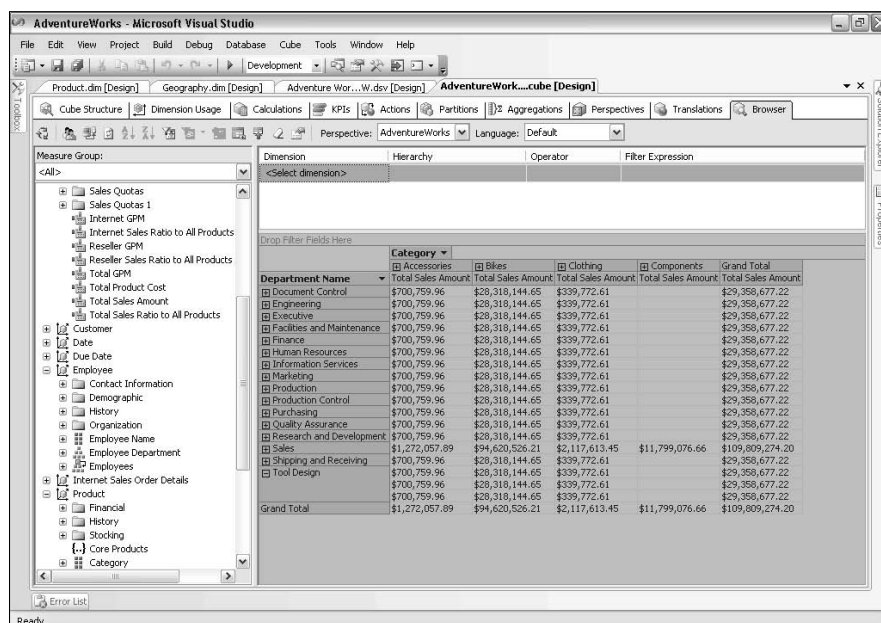 AdventureWorks - Microsoft Visual Studio
File Edit View Project Build Debug Database Cube Tools Window Help
Development
Product.dim [Design] Geography.dim [Design] Adventure Wor...W.dsv [Design] AdventureWork....cube [Design]
Toolbox
Cube Structure Dimension Usage Calculations KPIs Actions Partitions Aggregations Perspectives Translations Browser
Solution Explorer
Properties
Perspective: AdventureWorks Language: Default
Measure Group:
<All>
Sales Quotas
Sales Quotas 1
Internet GPM
Internet Sales Ratio to All Products
Reseller GPM
Reseller Sales Ratio to All Products
Total GPM
Total Product Cost
Total Sales Amount
Total Sales Ratio to All Products
Customer
Date
Due Date
Employee
Contact Information
Demographic
History
Organization
Employee Name
Employee Department
Employees
Internet Sales Order Details
Product
Financial
History
Stocking
Core Products
Category
Dimension Hierarchy Operator Filter Expression
<Select dimension>
Drop Filter Fields Here
Category
Accessories Bikes Clothing Components Grand Total
Department Name Total Sales Amount Total Sales Amount Total Sales Amount Total Sales Amount Total Sales Amount
Document Control $700,759.96 $28,318,144.65 $339,772.61 $29,358,677.22
Engineering $700,759.96 $28,318,144.65 $339,772.61 $29,358,677.22
Executive $700,759.96 $28,318,144.65 $339,772.61 $29,358,677.22
Facilities and Maintenance $700,759.96 $28,318,144.65 $339,772.61 $29,358,677.22
Finance $700,759.96 $28,318,144.65 $339,772.61 $29,358,677.22
Human Resources $700,759.96 $28,318,144.65 $339,772.61 $29,358,677.22
Information Services $700,759.96 $28,318,144.65 $339,772.61 $29,358,677.22
Marketing $700,759.96 $28,318,144.65 $339,772.61 $29,358,677.22
Production $700,759.96 $28,318,144.65 $339,772.61 $29,358,677.22
Production Control $700,759.96 $28,318,144.65 $339,772.61 $29,358,677.22
Purchasing $700,759.96 $28,318,144.65 $339,772.61 $29,358,677.22
Quality Assurance $700,759.96 $28,318,144.65 $339,772.61 $29,358,677.22
Research and Development $700,759.96 $28,318,144.65 $339,772.61 $29,358,677.22
Sales $1,272,057.89 $94,620,526.21 $2,117,613.45 $11,799,076.66 $109,809,274.20
Shipping and Receiving $700,759.96 $28,318,144.65 $339,772.61 $29,358,677.22
Tool Design $700,759.96 $28,318,144.65 $339,772.61 $29,358,677.22
$700,759.96 $28,318,144.65 $339,772.61 $29,358,677.22
$700,759.96 $28,318,144.65 $339,772.61 $29,358,677.22
Grand Total $1,272,057.89 $94,620,526.21 $2,117,613.45 $11,799,076.66 $109,809,274.20
Error List
Ready